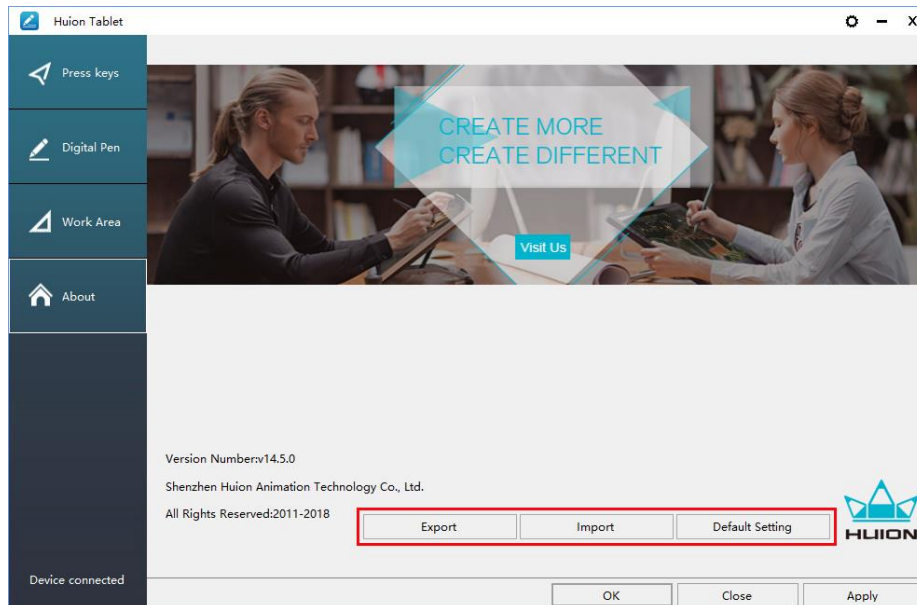 Huion Tablet
Press keys
Digital Pen
Work Area
About
CREATE MORE
CREATE DIFFERENT
Visit Us
Version Number:v14.5.0
Shenzhen Huion Animation Technology Co., Ltd.
All Rights Reserved:2011-2018
Export Import Default Setting
HUION
Device connected
OK Close Apply